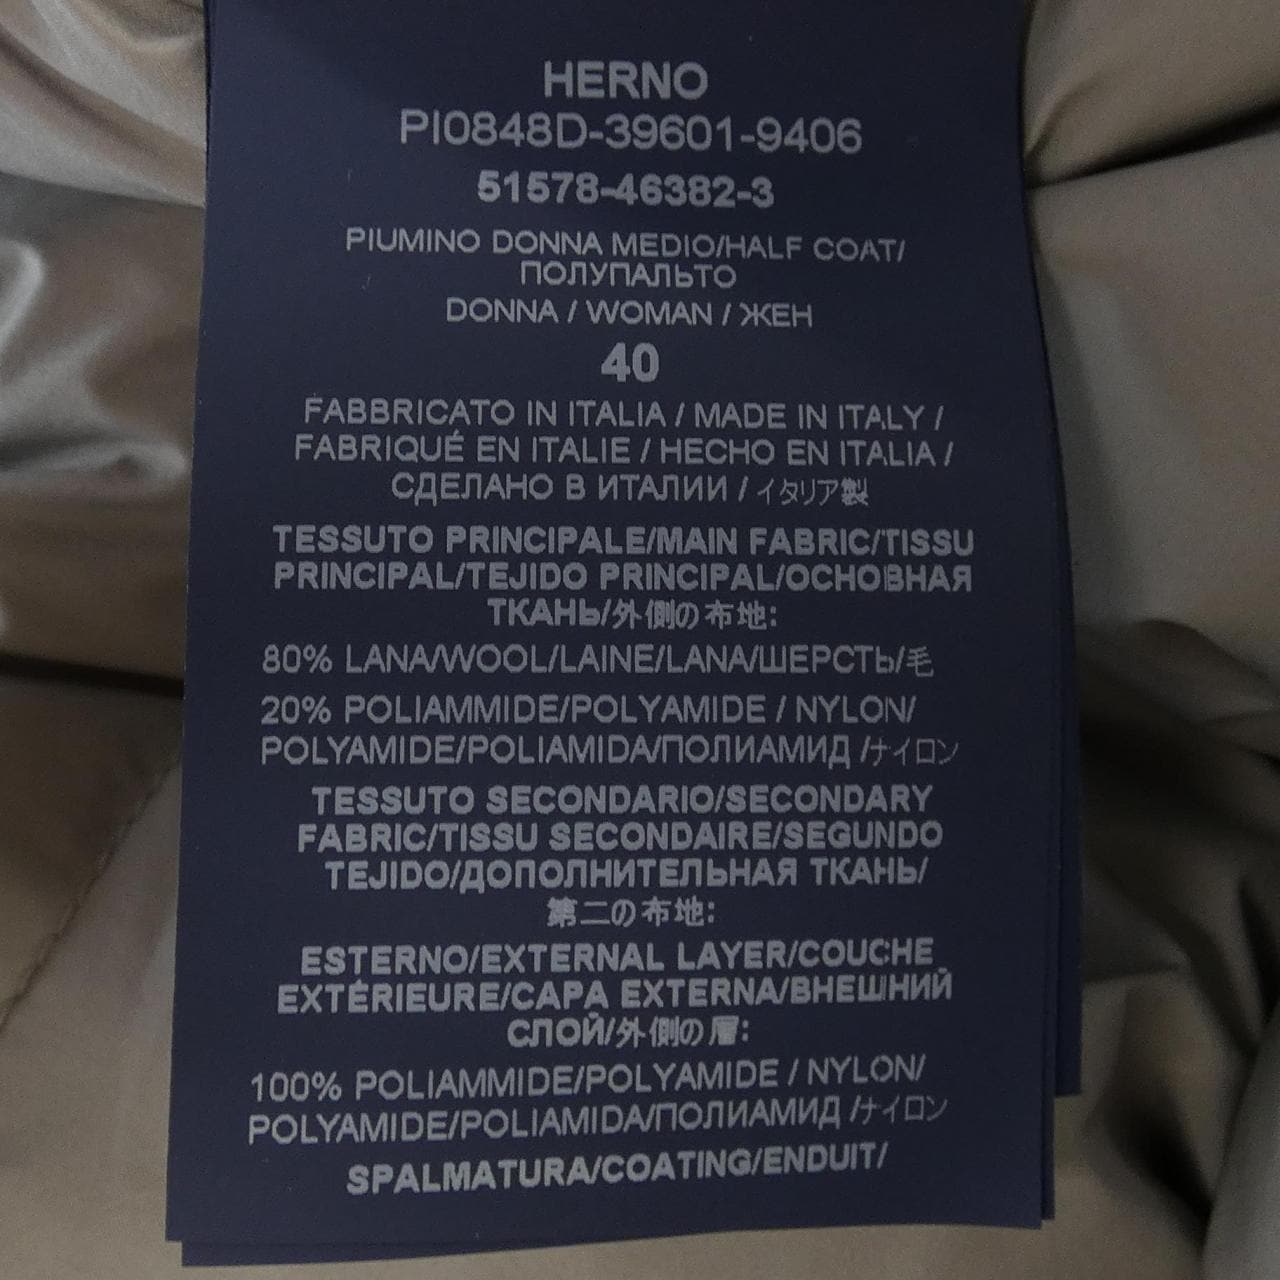 HERNO
PI0848D-39601-9406
51578-46382-3
PIUMINO DONNA MEDIO/HALF COAT/
ПОЛУПАЛЬТО
DONNA / WOMAN / ЖЕН
40
FABBRICATO IN ITALIA / MADE IN ITALY /
FABRIQUÉ EN ITALIE / HECHO EN ITALIA /
СДЕЛАНО В ИТАЛИИ / イタリア製
TESSUTO PRINCIPALE/MAIN FABRIC/TISSU
PRINCIPAL/TEJIDO PRINCIPAL/ОСНОВНАЯ
ТКАНЬ/外側の布地:
80% LANA/WOOL/LAINE/LANA/ШЕРСТЬ/毛
20% POLIAMMIDE/POLYAMIDE / NYLON/
POLYAMIDE/POLIAMIDA/ПОЛИАМИД /ナイロン
TESSUTO SECONDARIO/SECONDARY
FABRIC/TISSU SECONDAIRE/SEGUNDO
TEJIDO/ДОПОЛНИТЕЛЬНАЯ ТКАНЬ/
第二の布地:
ESTERNO/EXTERNAL LAYER/COUCHE
EXTÉRIEURE/CAPA EXTERNA/ВНЕШНИЙ
СЛОЙ/外側の層:
100% POLIAMMIDE/POLYAMIDE / NYLON/
POLYAMIDE/POLIAMIDA/ПОЛИАМИД /ナイロン
SPALMATURA/COATING/ENDUIT/